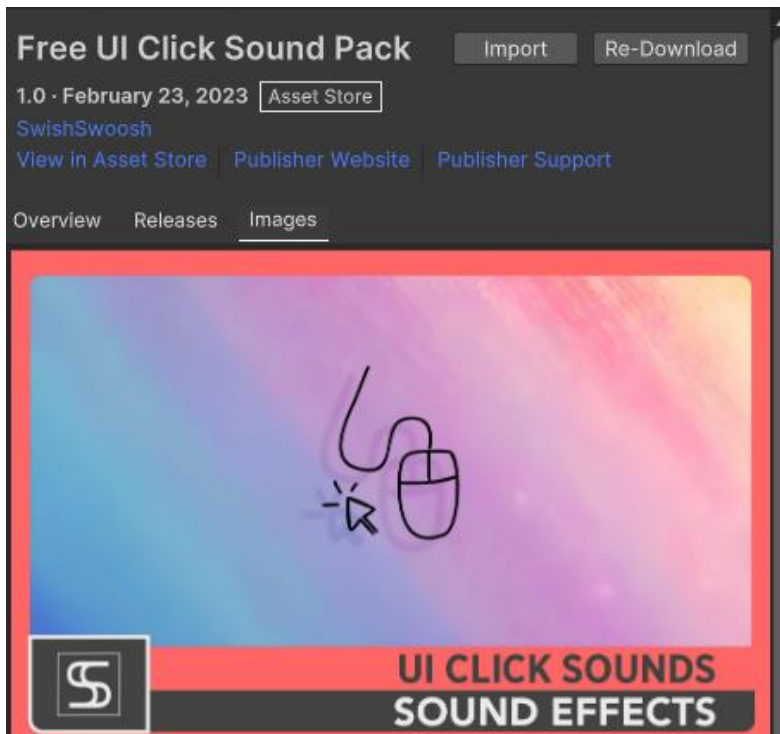 Free UI Click Sound Pack Import Re-Download
1.0 · February 23, 2023 Asset Store
SwishSwoosh
View in Asset Store Publisher Website Publisher Support
Overview Releases Images
UI CLICK SOUNDS
SOUND EFFECTS